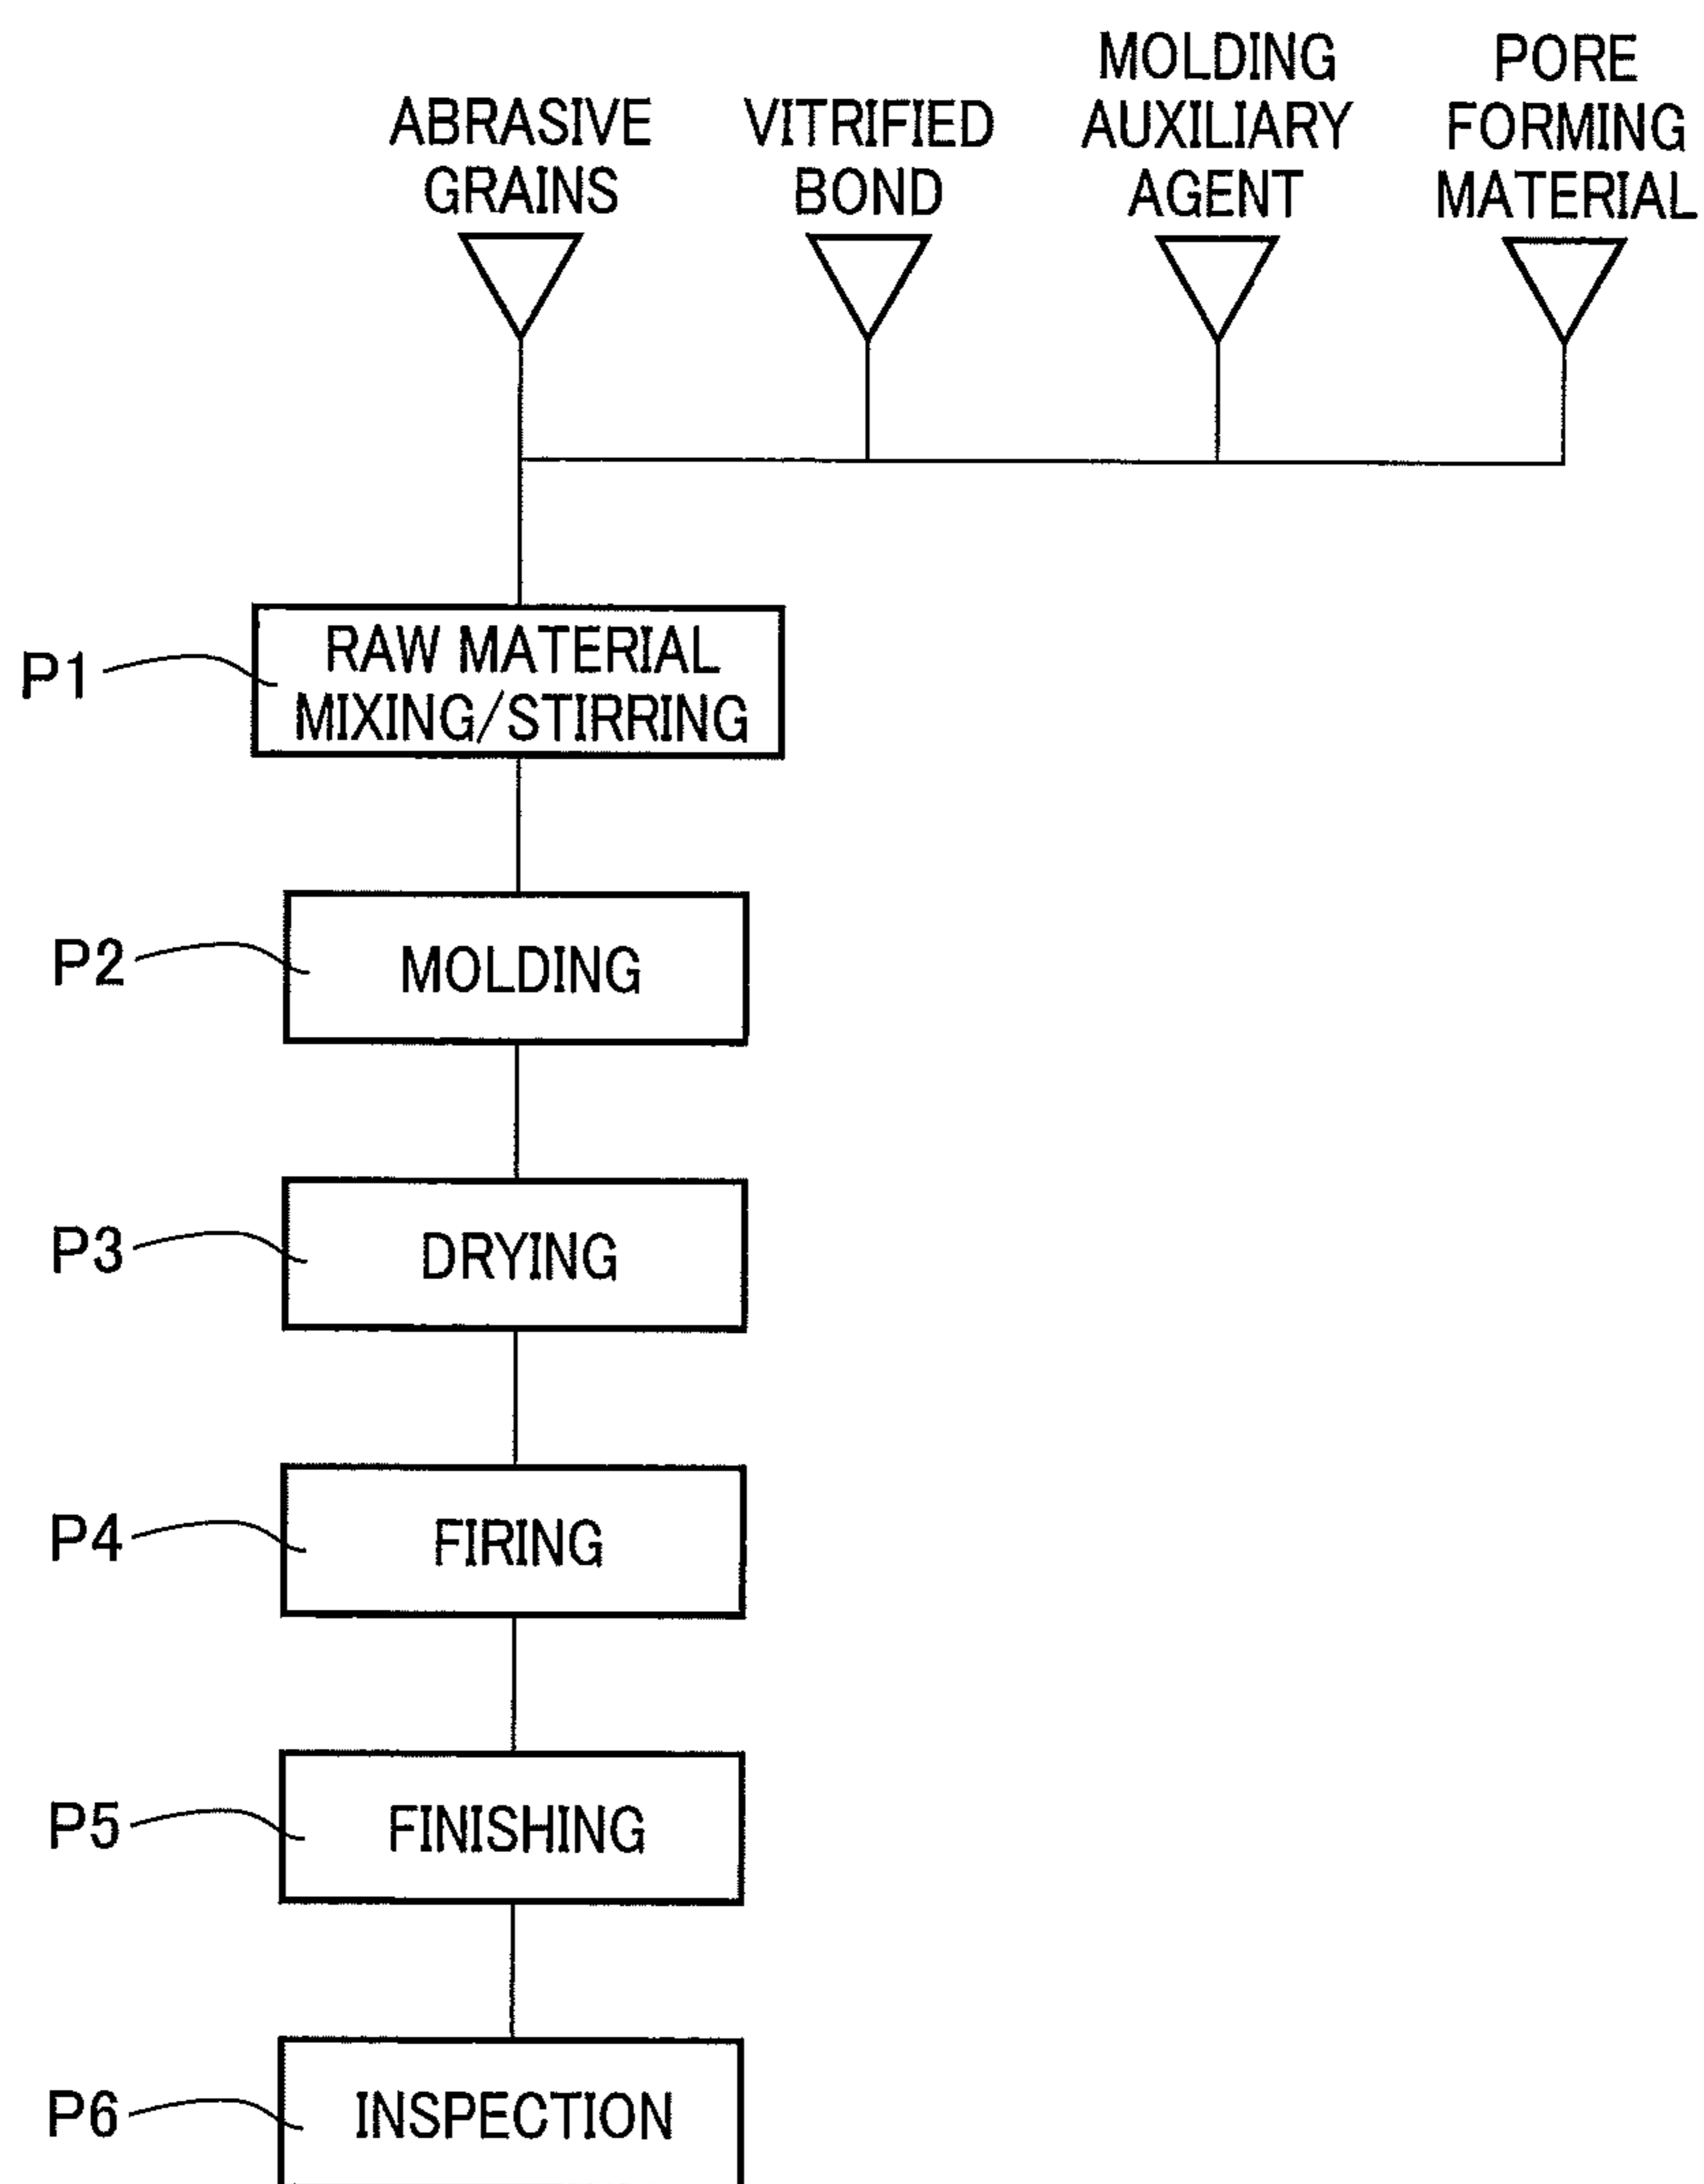 ABRASIVE
GRAINS
VITRIFIED
BOND
MOLDING
AUXILIARY
AGENT
PORE
FORMING
MATERIAL
P1
RAW MATERIAL
MIXING/STIRRING
P2
MOLDING
P3
DRYING
P4
FIRING
P5
FINISHING
P6
INSPECTION